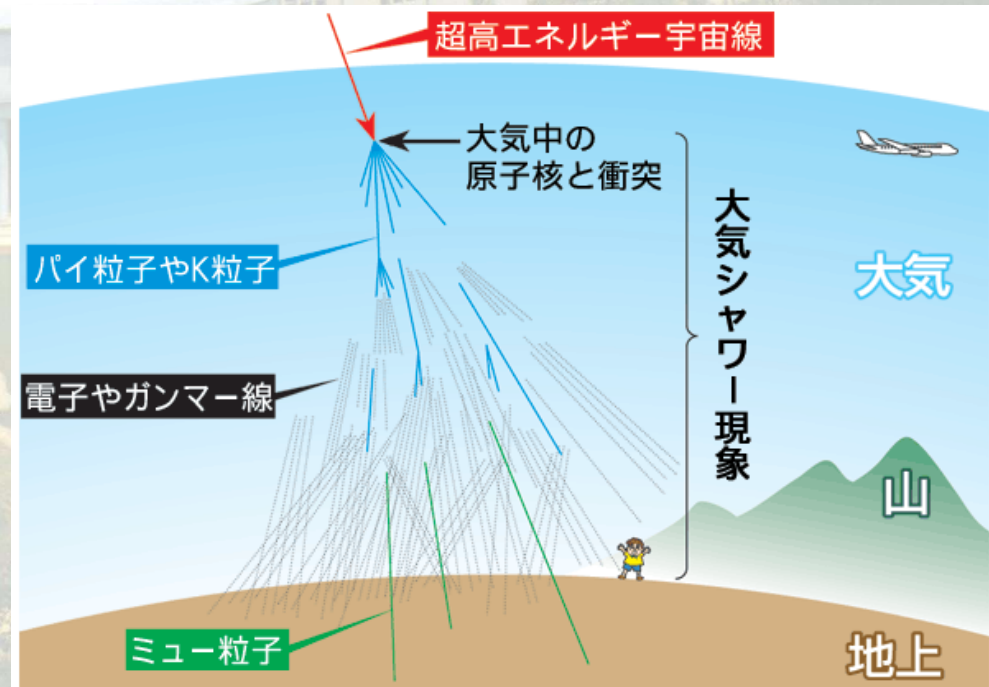 超高エネルギー宇宙線
大気中の
原子核と衝突
大気シャワー現象
パイ粒子やK粒子
大気
電子やガンマー線
山
ミュー粒子
地上